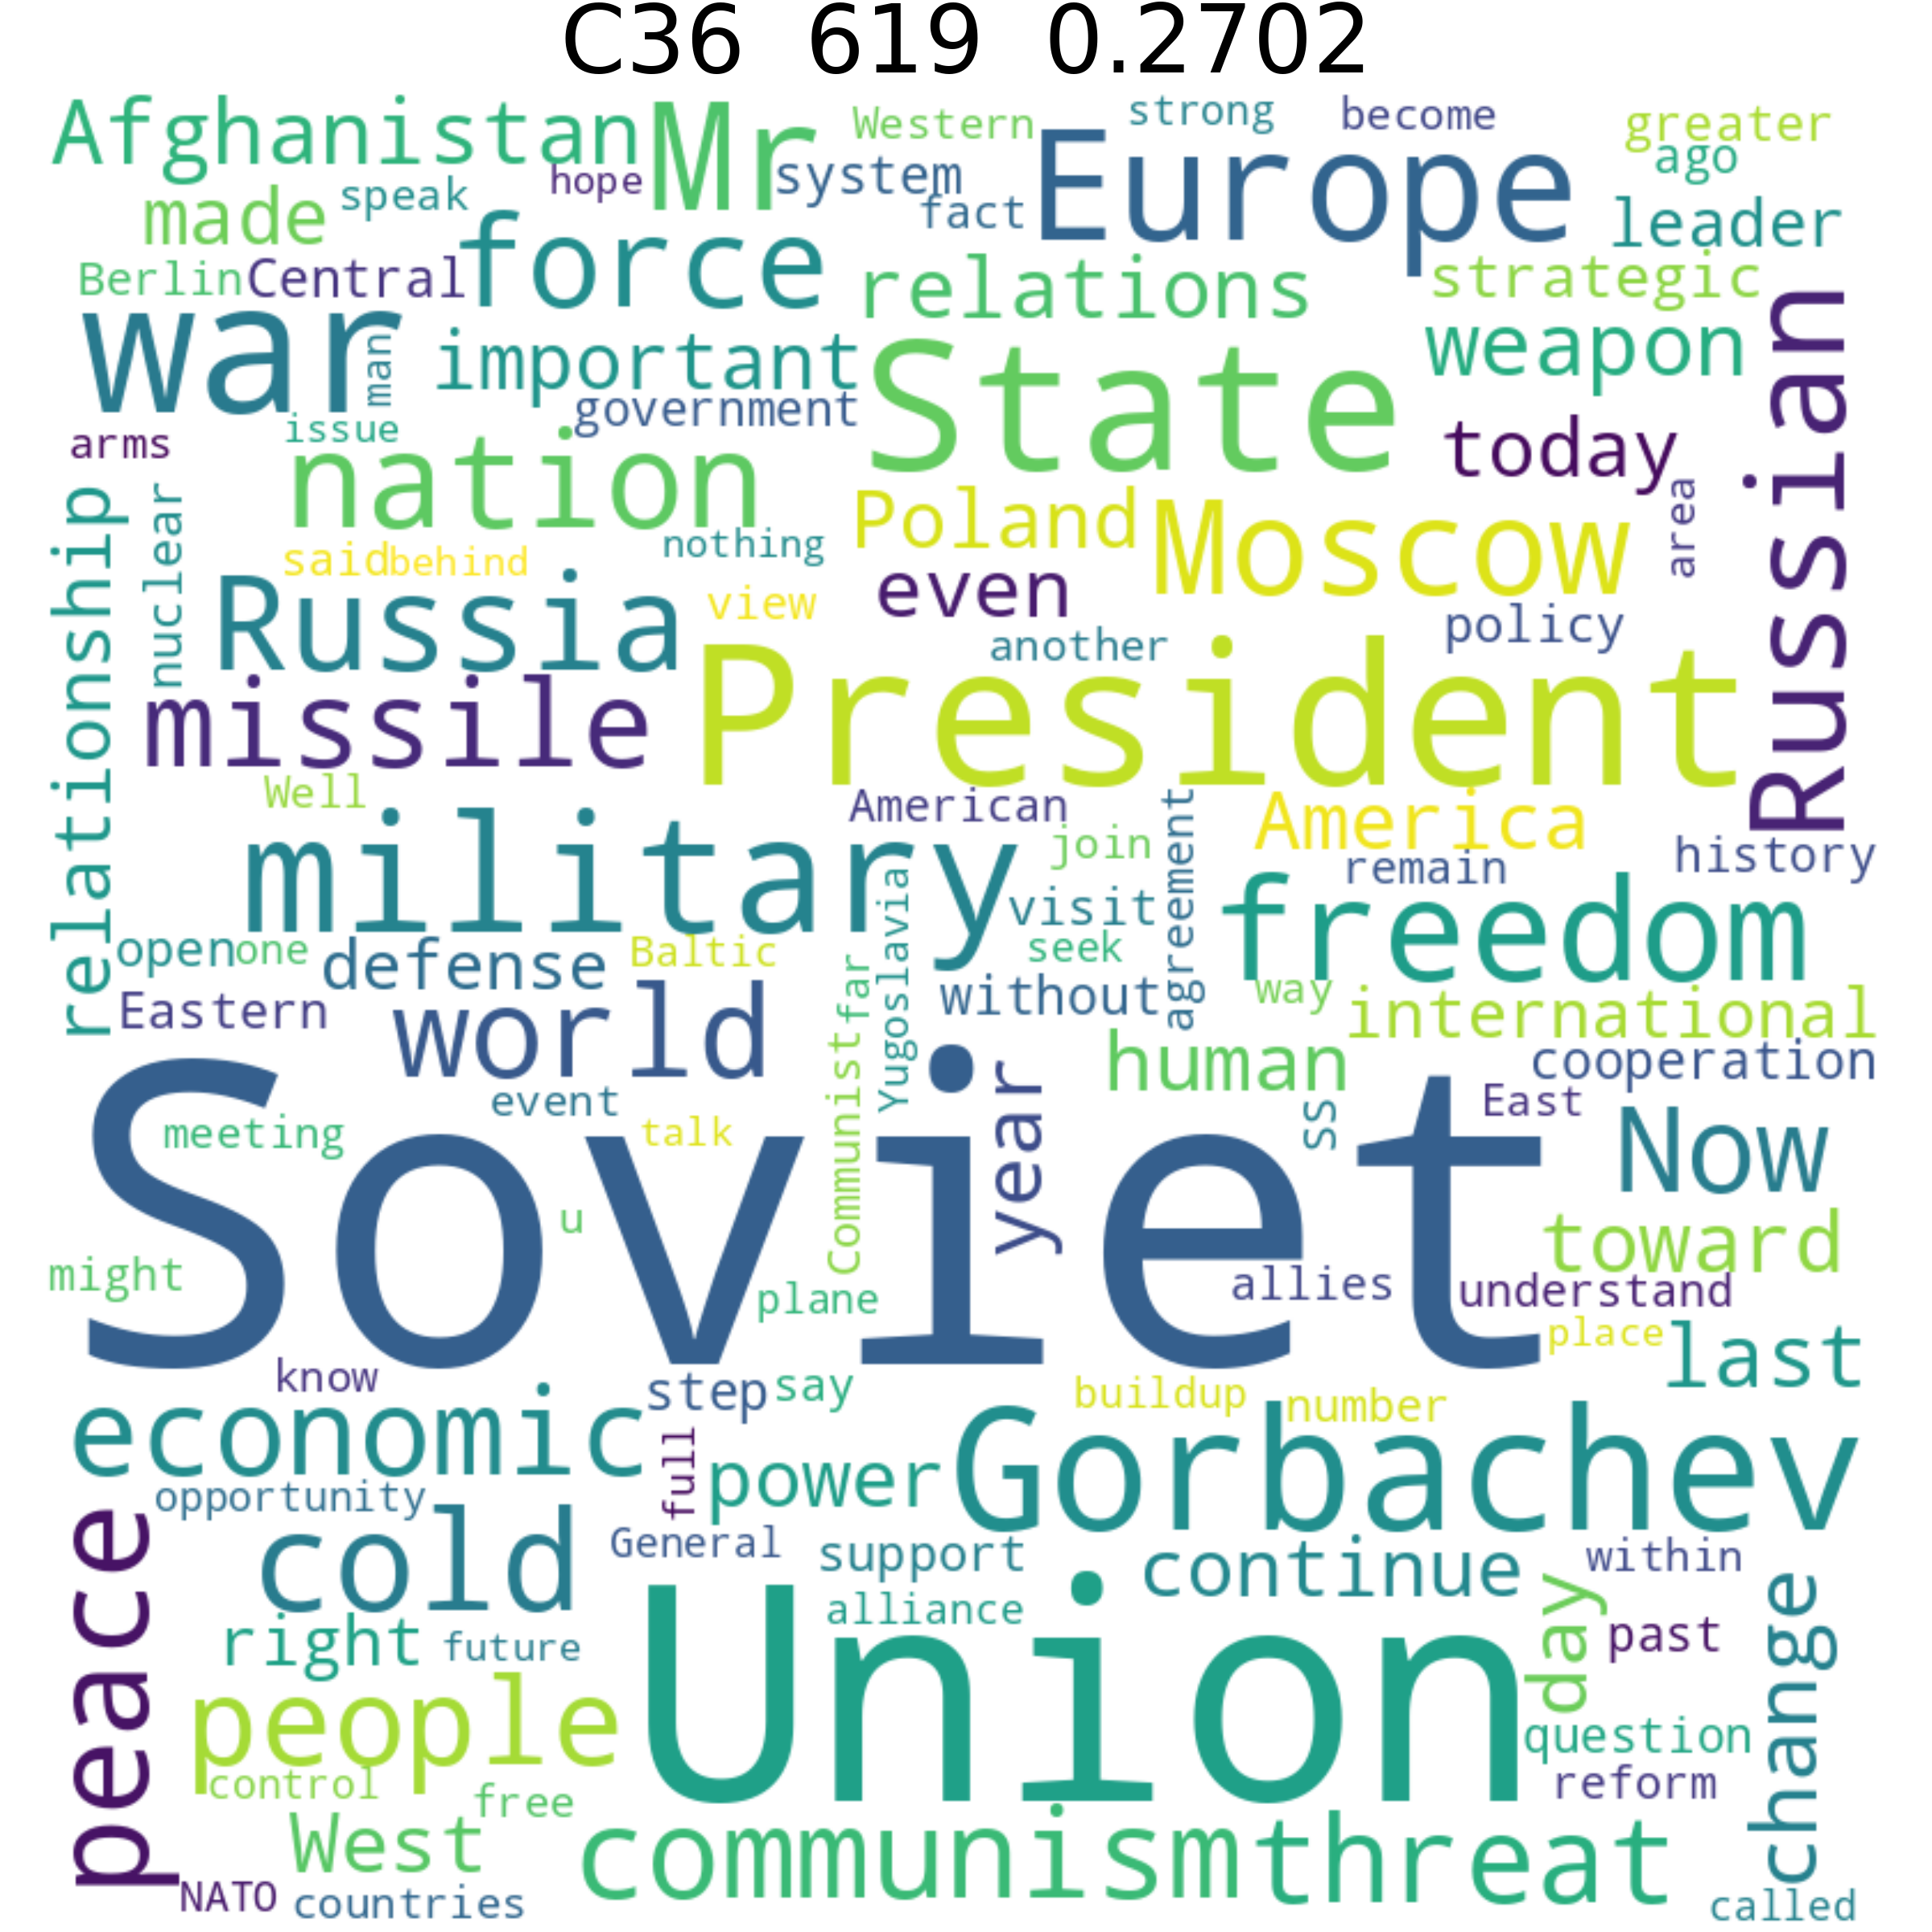 C36 619 0.2702
Afghanistan Mr Western strong become greater
ago
hope system
made speak fact Europe leader
force
Berlin Central relations strategic
war man important State weapon Russian
government
arms issue today
nation
relationship nuclear Poland Moscow area
said behind nothing
Russia view even policy
another
missile President
Well American America
military join agreement remain history
Yugoslavia visit freedom
open one defense Baltic seek
Eastern world far without way international
human cooperation
event year SS East Now
meeting talk Communist
Soviet
u toward
might plane allies understand
place last
know step say buildup number
economic full power Gorbachev
opportunity
peace cold General support continue within
alliance day past change
right future Union
people question
control free reform
West communism threat
NATO countries called